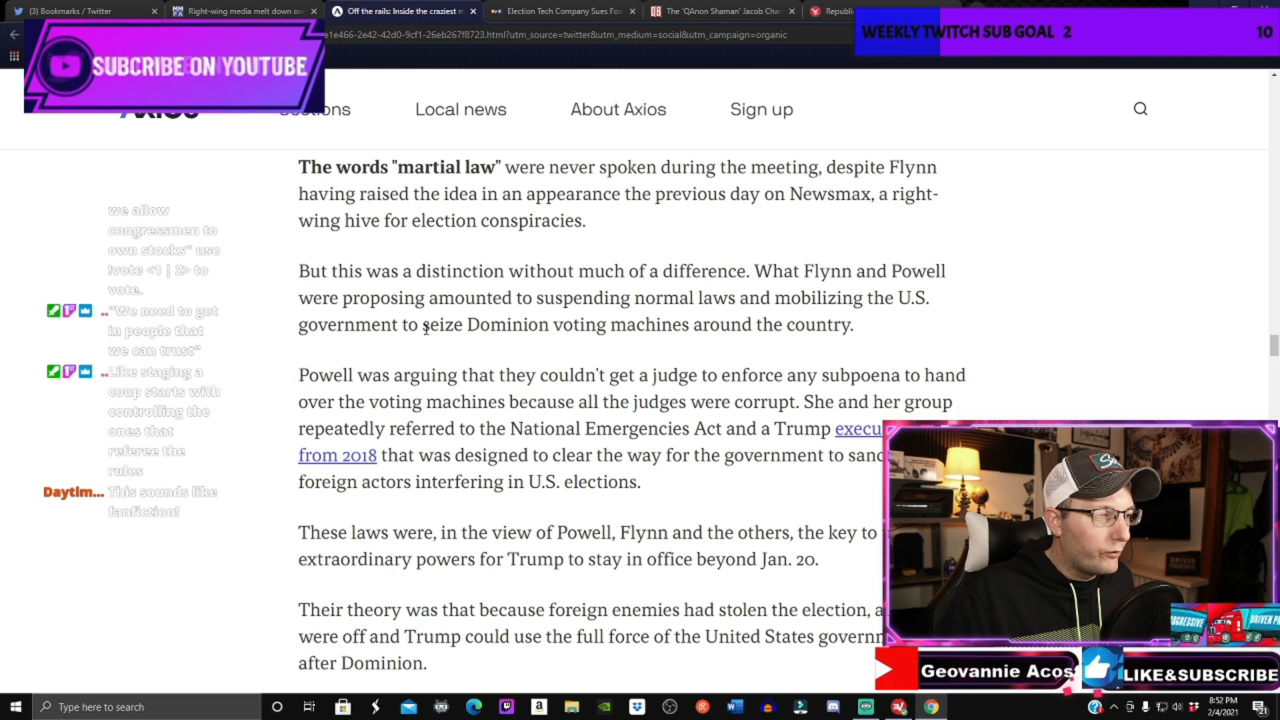 (3) Bookmarks / Twitter
Right-wing media melt down ov
Off the rails: Inside the craziest m
Election Tech Company Sues Fox
The 'QAnon Shaman' Jacob Chan
Republic
e1e466-2e42-42d0-9cf1-26eb267f8723.html?utm_source=twitter&utm_medium=social&utm_campaign=organic
WEEKLY TWITCH SUB GOAL 2
10
SUBCRIBE ON YOUTUBE
Sections
Local news
About Axios
Sign up
The words "martial law" were never spoken during the meeting, despite Flynn
having raised the idea in an appearance the previous day on Newsmax, a right-
wing hive for election conspiracies.
But this was a distinction without much of a difference. What Flynn and Powell
were proposing amounted to suspending normal laws and mobilizing the U.S.
government to seize Dominion voting machines around the country.
Powell was arguing that they couldn't get a judge to enforce any subpoena to hand
over the voting machines because all the judges were corrupt. She and her group
repeatedly referred to the National Emergencies Act and a Trump execu
from 2018 that was designed to clear the way for the government to sanc
foreign actors interfering in U.S. elections.
These laws were, in the view of Powell, Flynn and the others, the key to
extraordinary powers for Trump to stay in office beyond Jan. 20.
Their theory was that because foreign enemies had stolen the election, a
were off and Trump could use the full force of the United States govern
after Dominion.
we allow
congressmen to
own stocks" use
!vote <1 | 2> to
vote.
.. "We need to get
in people that
we can trust"
.. Like staging a
coup starts with
controlling the
ones that
referee the
rules
Daytim... This sounds like
fanfiction!
Geovannie Acos
LIKE&SUBSCRIBE
Type here to search
8:52 PM
2/4/2021
21